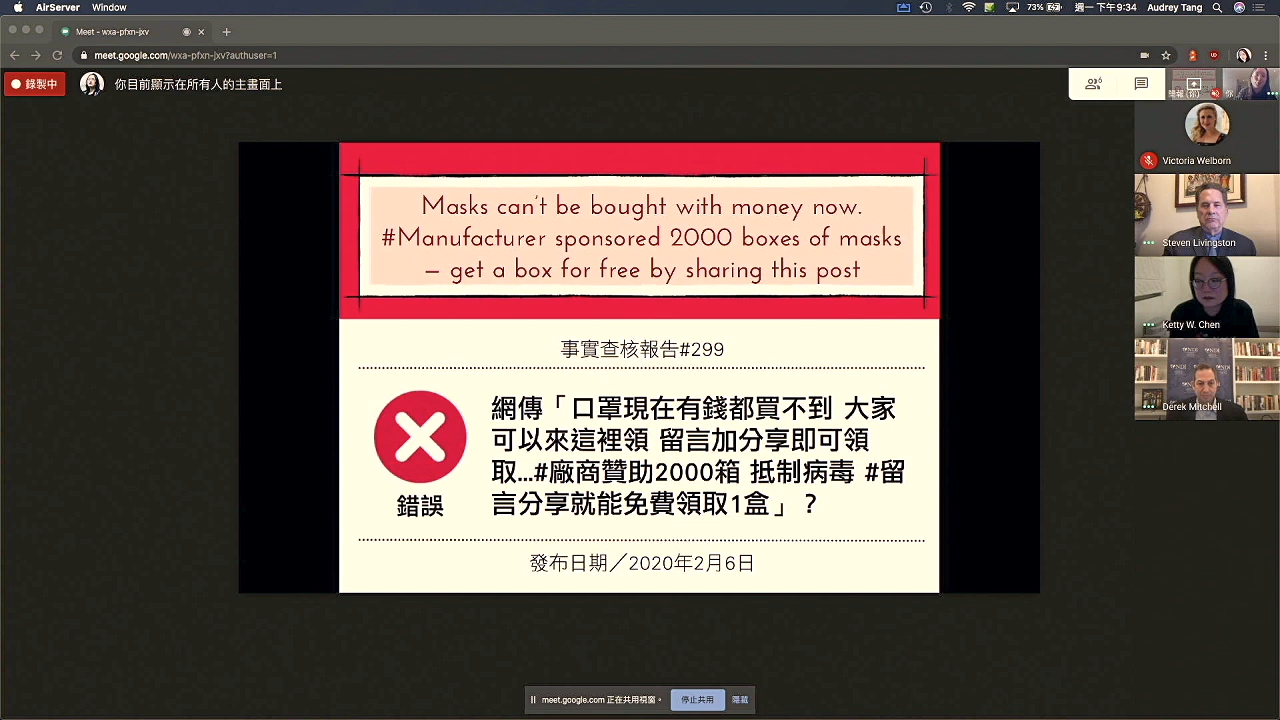 AirServer Window 73% 週一 下午9:34 Audrey Tang
Meet - wxa-pfxn-jxv
meet.google.com/wxa-pfxn-jxv?authuser=1
錄製中 你目前顯示在所有人的主畫面上
Victoria Welborn
Steven Livingston
Ketty W. Chen
Derek Mitchell
Masks can't be bought with money now.
#Manufacturer sponsored 2000 boxes of masks
– get a box for free by sharing this post
事實查核報告#299
網傳「口罩現在有錢都買不到 大家
可以來這裡領 留言加分享即可領
取...#廠商贊助2000箱 抵制病毒 #留
言分享就能免費領取1盒」？
錯誤
發布日期／2020年2月6日
meet.google.com 正在共用視窗。 停止共用 隱藏